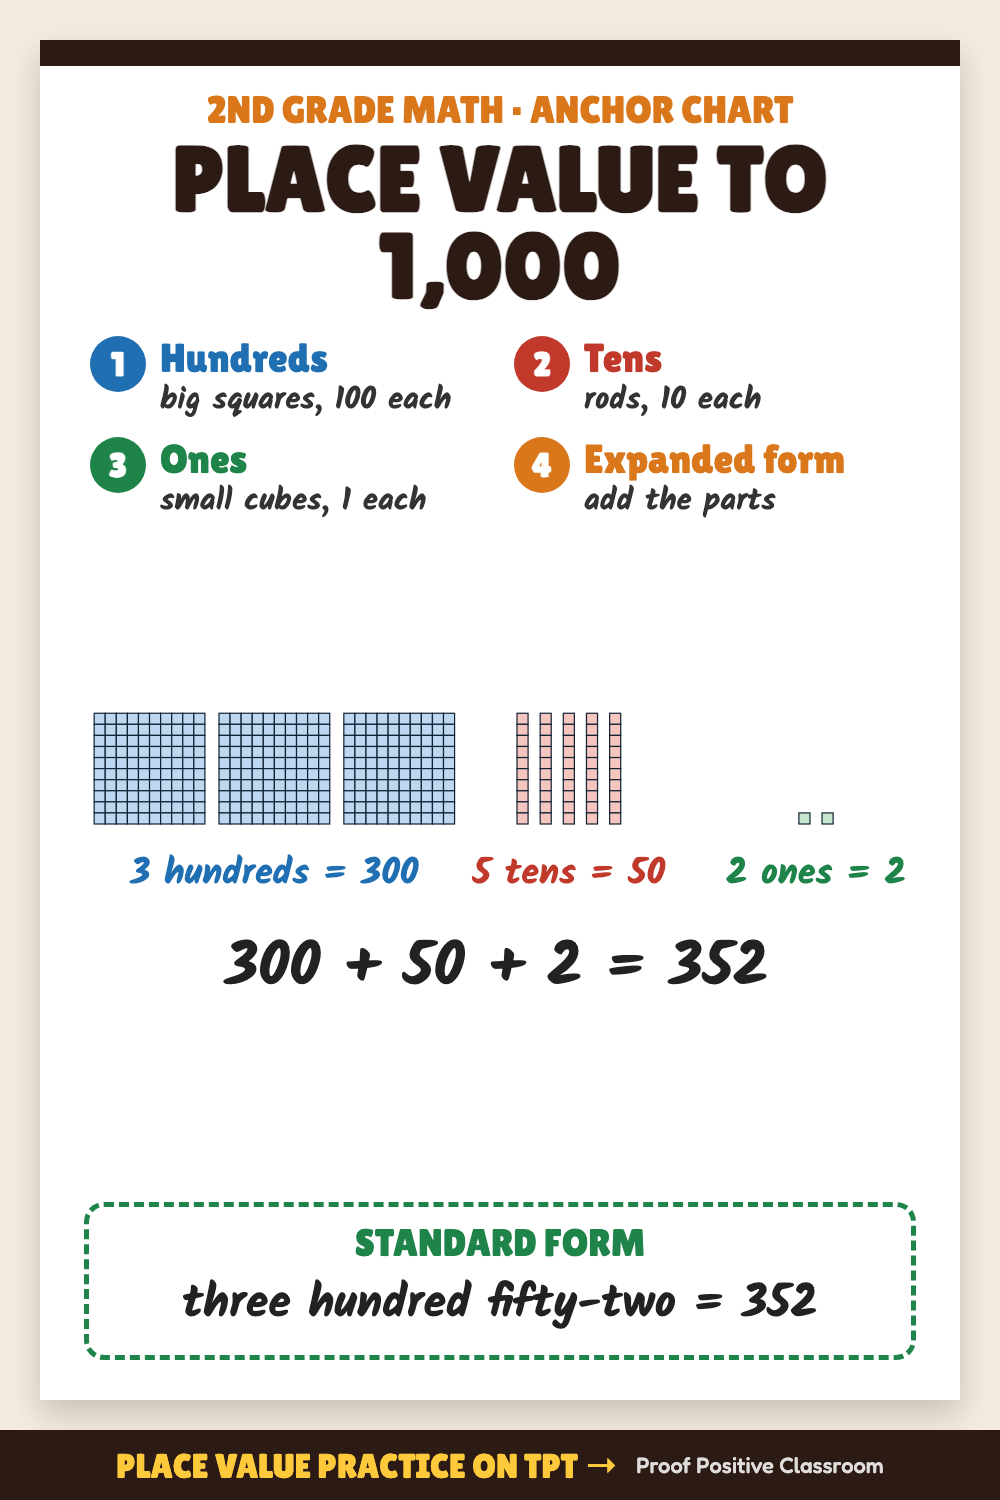 2ND GRADE MATH · ANCHOR CHART
PLACE VALUE TO
1,000
1 Hundreds
big squares, 100 each
2 Tens
rods, 10 each
3 Ones
small cubes, 1 each
4 Expanded form
add the parts
3 hundreds = 300
5 tens = 50
2 ones = 2
300 + 50 + 2 = 352
STANDARD FORM
three hundred fifty-two = 352
PLACE VALUE PRACTICE ON TPT → Proof Positive Classroom